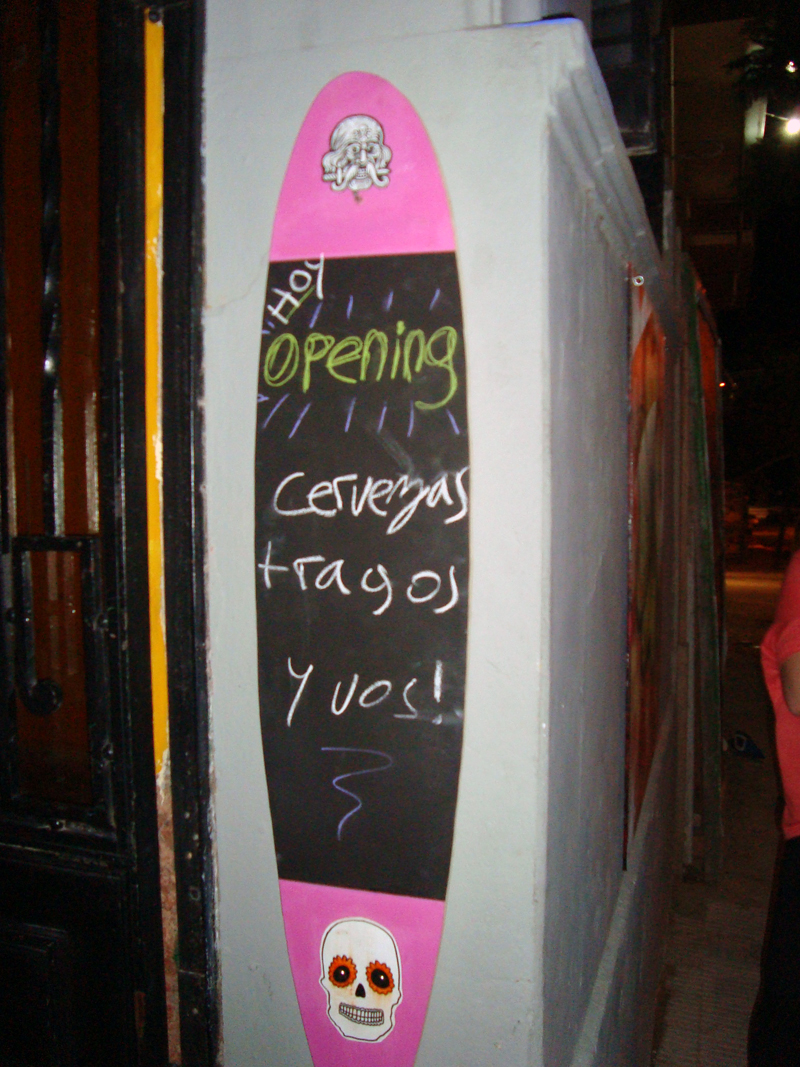 Hoy
opening
cervezas
tragos
y vos!